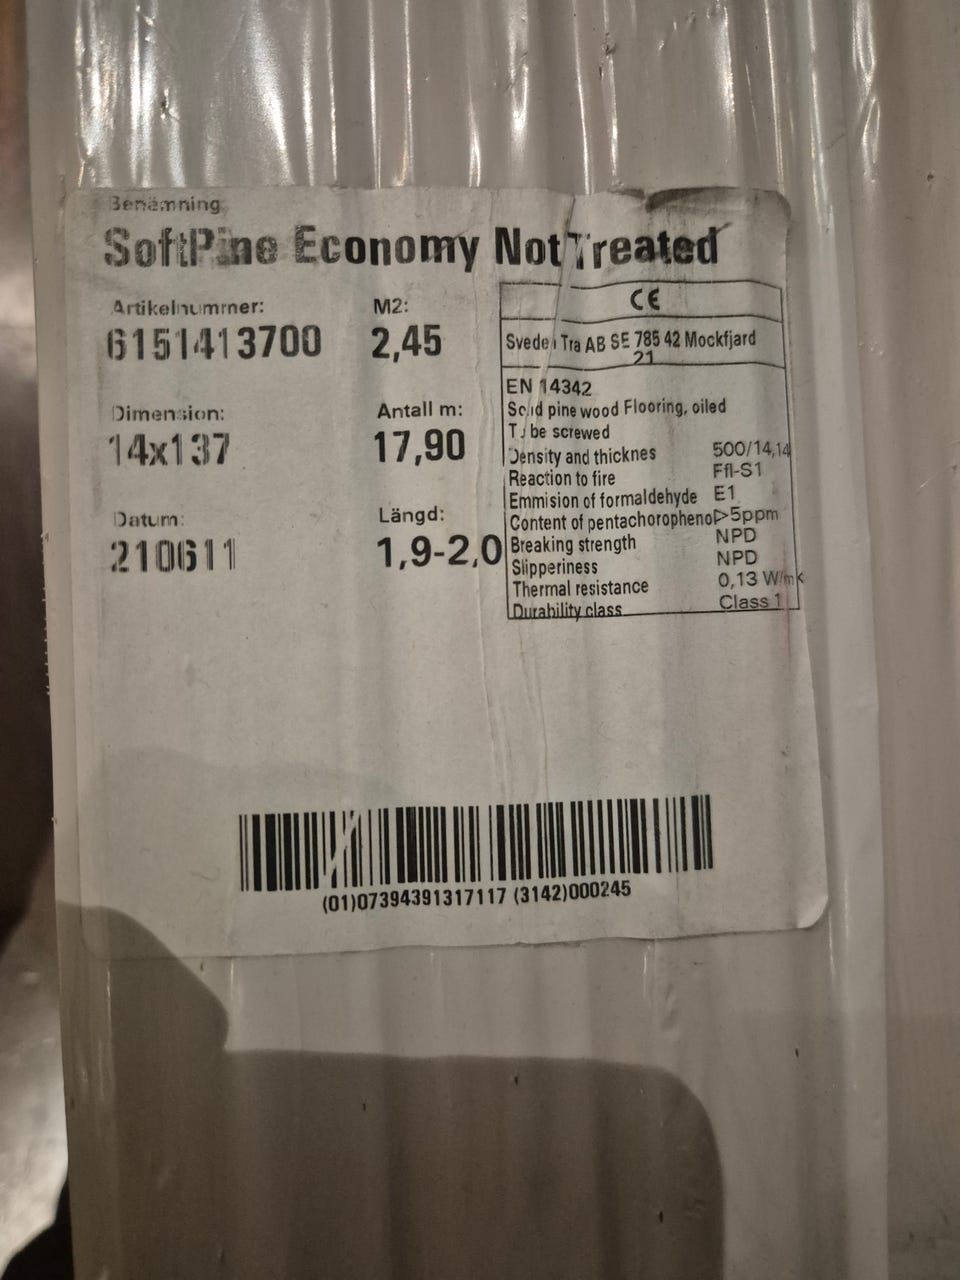 Benämning
SoftPine Economy Not Treated
Artikelnummer:
6151413700
M2:
2,45
Dimension:
14x137
Antall m:
17,90
Datum:
210611
Längd:
1,9-2,0
CE
Sveden Tra AB SE 785 42 Mockfjard
21
EN 14342
Solid pine wood Flooring, oiled
To be screwed
Density and thicknes 500/14,14
Reaction to fire Ffl-S1
Emmision of formaldehyde E1
Content of pentachorophenol >5ppm
Breaking strength NPD
Slipperiness NPD
Thermal resistance 0,13 W/mk
Durability class Class 1
(01)07394391317117 (3142)000245